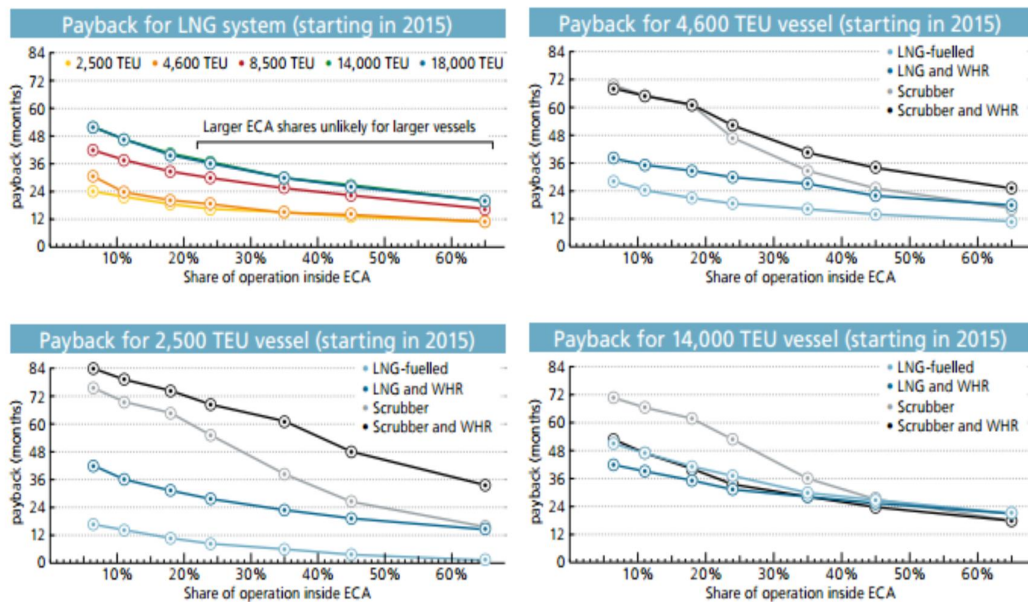 Payback for LNG system (starting in 2015)
payback (months)
84
72
60
48
36
24
12
0
2,500 TEU 4,600 TEU 8,500 TEU 14,000 TEU 18,000 TEU
Larger ECA shares unlikely for larger vessels
10% 20% 30% 40% 50% 60%
Share of operation inside ECA
Payback for 4,600 TEU vessel (starting in 2015)
payback (months)
84
72
60
48
36
24
12
0
LNG-fuelled
LNG and WHR
Scrubber
Scrubber and WHR
10% 20% 30% 40% 50% 60%
Share of operation inside ECA
Payback for 2,500 TEU vessel (starting in 2015)
payback (months)
84
72
60
48
36
24
12
0
LNG-fuelled
LNG and WHR
Scrubber
Scrubber and WHR
10% 20% 30% 40% 50% 60%
Share of operation inside ECA
Payback for 14,000 TEU vessel (starting in 2015)
payback (months)
84
72
60
48
36
24
12
0
LNG-fuelled
LNG and WHR
Scrubber
Scrubber and WHR
10% 20% 30% 40% 50% 60%
Share of operation inside ECA